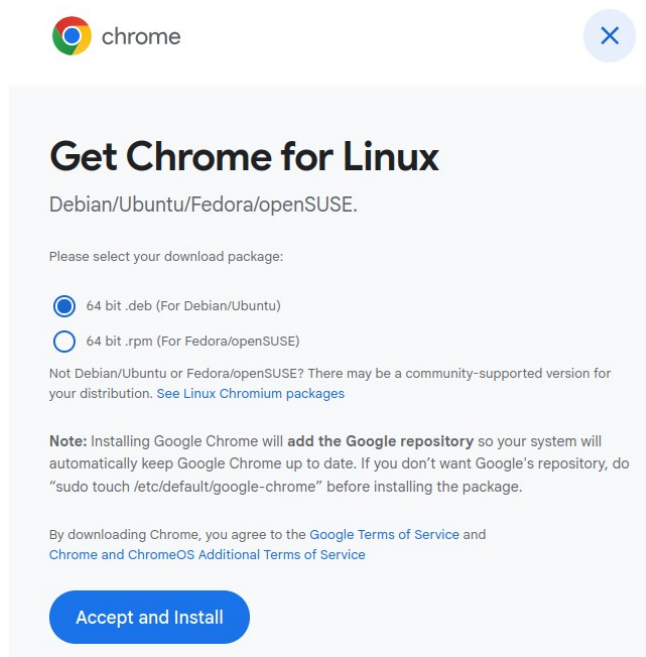 chrome
Get Chrome for Linux
Debian/Ubuntu/Fedora/openSUSE.
Please select your download package:
64 bit .deb (For Debian/Ubuntu)
64 bit .rpm (For Fedora/openSUSE)
Not Debian/Ubuntu or Fedora/openSUSE? There may be a community-supported version for
your distribution. See Linux Chromium packages
Note: Installing Google Chrome will add the Google repository so your system will
automatically keep Google Chrome up to date. If you don’t want Google's repository, do
“sudo touch /etc/default/google-chrome” before installing the package.
By downloading Chrome, you agree to the Google Terms of Service and
Chrome and ChromeOS Additional Terms of Service
Accept and Install